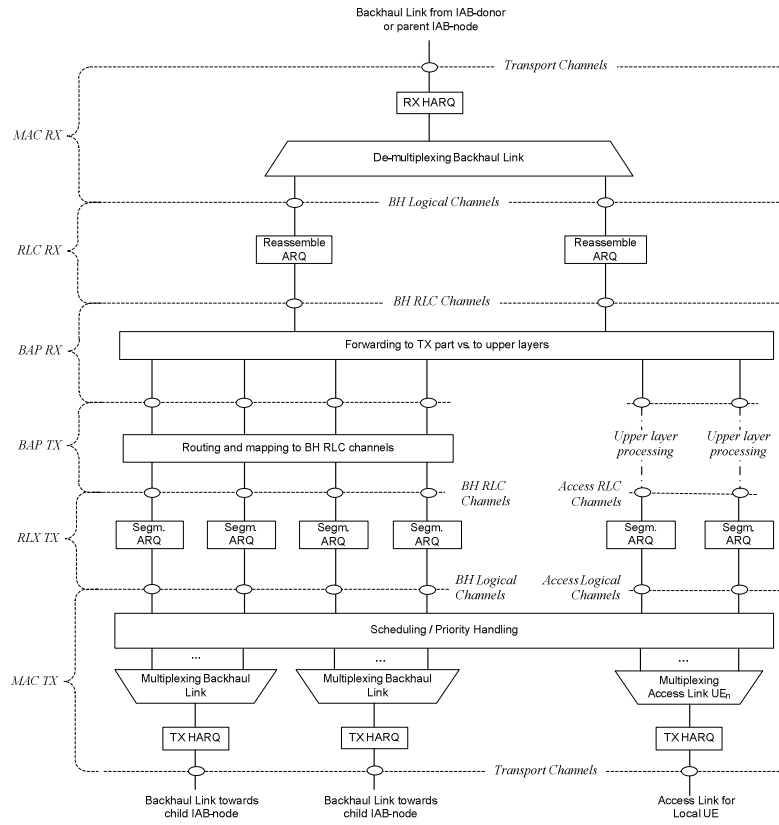 Backhaul Link from IAB-donor
or parent IAB-node
Transport Channels
RX HARQ
MAC RX
De-multiplexing Backhaul Link
BH Logical Channels
Reassemble
ARQ
Reassemble
ARQ
RLC RX
BH RLC Channels
Forwarding to TX part vs. to upper layers
BAP RX
BAP TX
Routing and mapping to BH RLC channels
Upper layer
processing
Upper layer
processing
BH RLC
Channels
Access RLC
Channels
RLX TX
Segm.
ARQ
Segm.
ARQ
Segm.
ARQ
Segm.
ARQ
Segm.
ARQ
Segm.
ARQ
BH Logical
Channels
Access Logical
Channels
Scheduling / Priority Handling
...
...
...
MAC TX
Multiplexing Backhaul
Link
Multiplexing Backhaul
Link
Multiplexing
Access Link UEn
TX HARQ
TX HARQ
TX HARQ
Transport Channels
Backhaul Link towards
child IAB-node
Backhaul Link towards
child IAB-node
Access Link for
Local UE